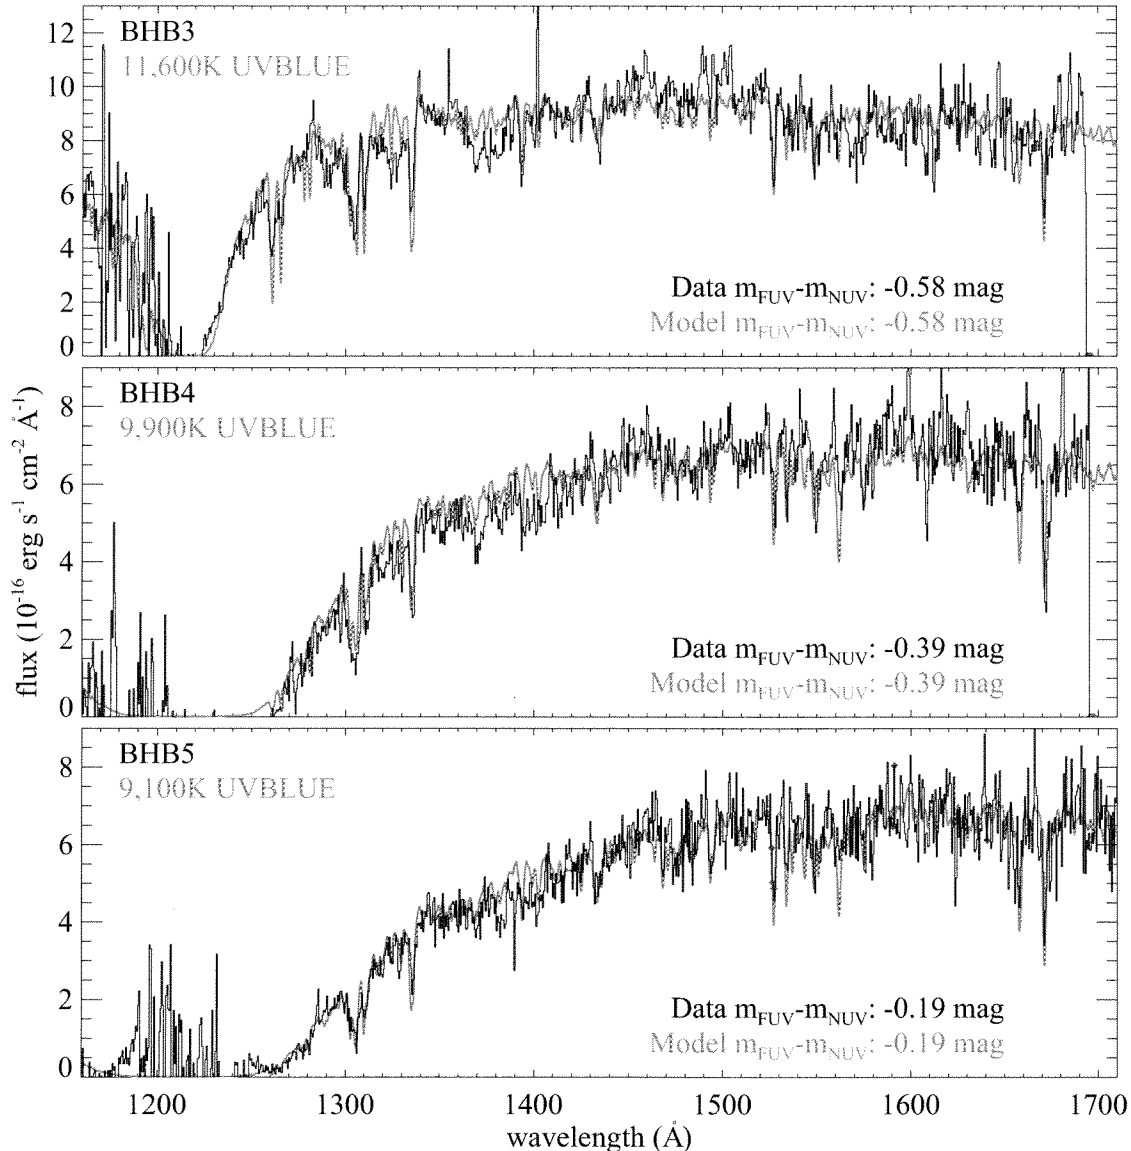 BHB3
11,600K UVBLUE
12
10
8
6
4
2
0
Data m_FUV-m_NUV: -0.58 mag
Model m_FUV-m_NUV: -0.58 mag
BHB4
9,900K UVBLUE
8
6
4
2
0
Data m_FUV-m_NUV: -0.39 mag
Model m_FUV-m_NUV: -0.39 mag
flux (10⁻¹⁶ erg s⁻¹ cm⁻² Å⁻¹)
BHB5
9,100K UVBLUE
8
6
4
2
0
Data m_FUV-m_NUV: -0.19 mag
Model m_FUV-m_NUV: -0.19 mag
1200 1300 1400 1500 1600 1700
wavelength (Å)